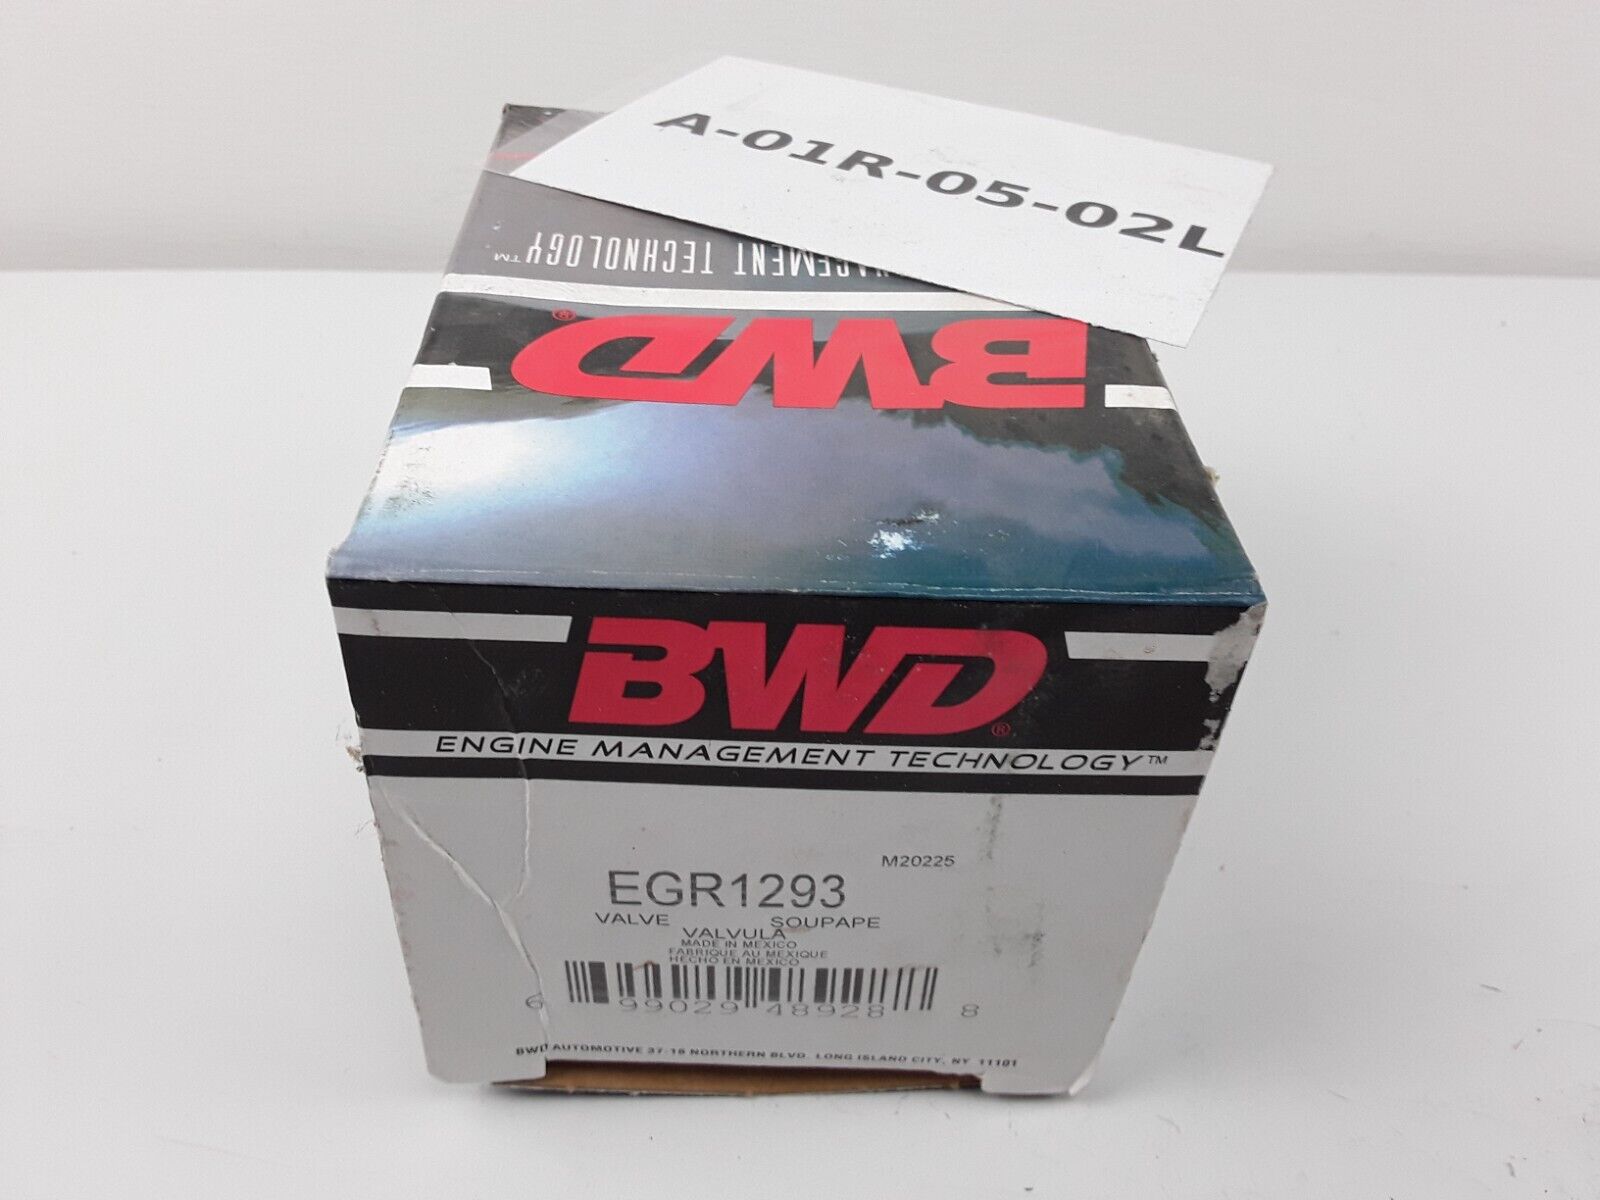 A-01R-05-02L
MANAGEMENT TECHNOLOGY™
BWD®
BWD®
ENGINE MANAGEMENT TECHNOLOGY™
M20225
EGR1293
VALVE SOUPAPE
VALVULA
MADE IN MEXICO
FABRIQUE AU MEXIQUE
HECHO EN MEXICO
6 99029 48928 8
BWD AUTOMOTIVE 37-18 NORTHERN BLVD. LONG ISLAND CITY, NY 11101